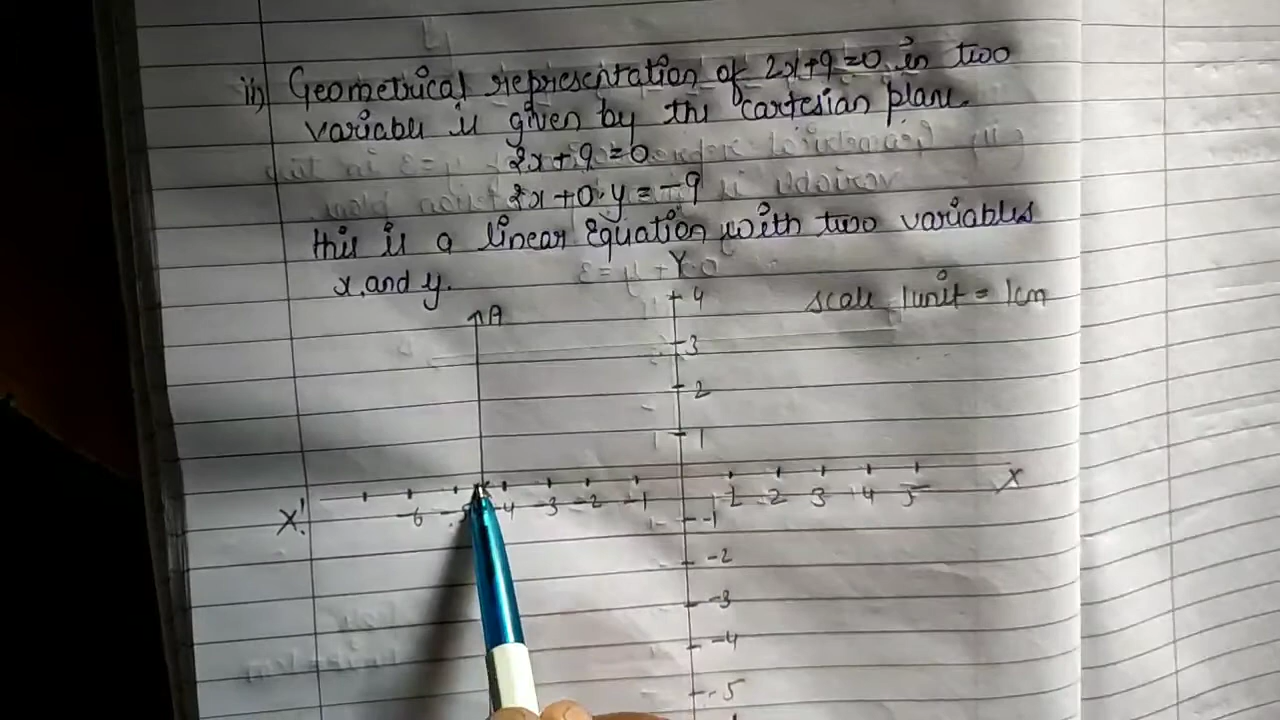 ii) Geometrical representation of 2x+9=0 in two
variable is given by the cartesian plane.
2x+9=0
2x+0.y=-9
this is a linear Equation with two variables
x and y.
Y
scale 1unit = 1cm
A
4
3
2
1
X' -6 -5 -4 -3 -2 -1 1 2 3 4 5 X
-1
-2
-3
-4
-5